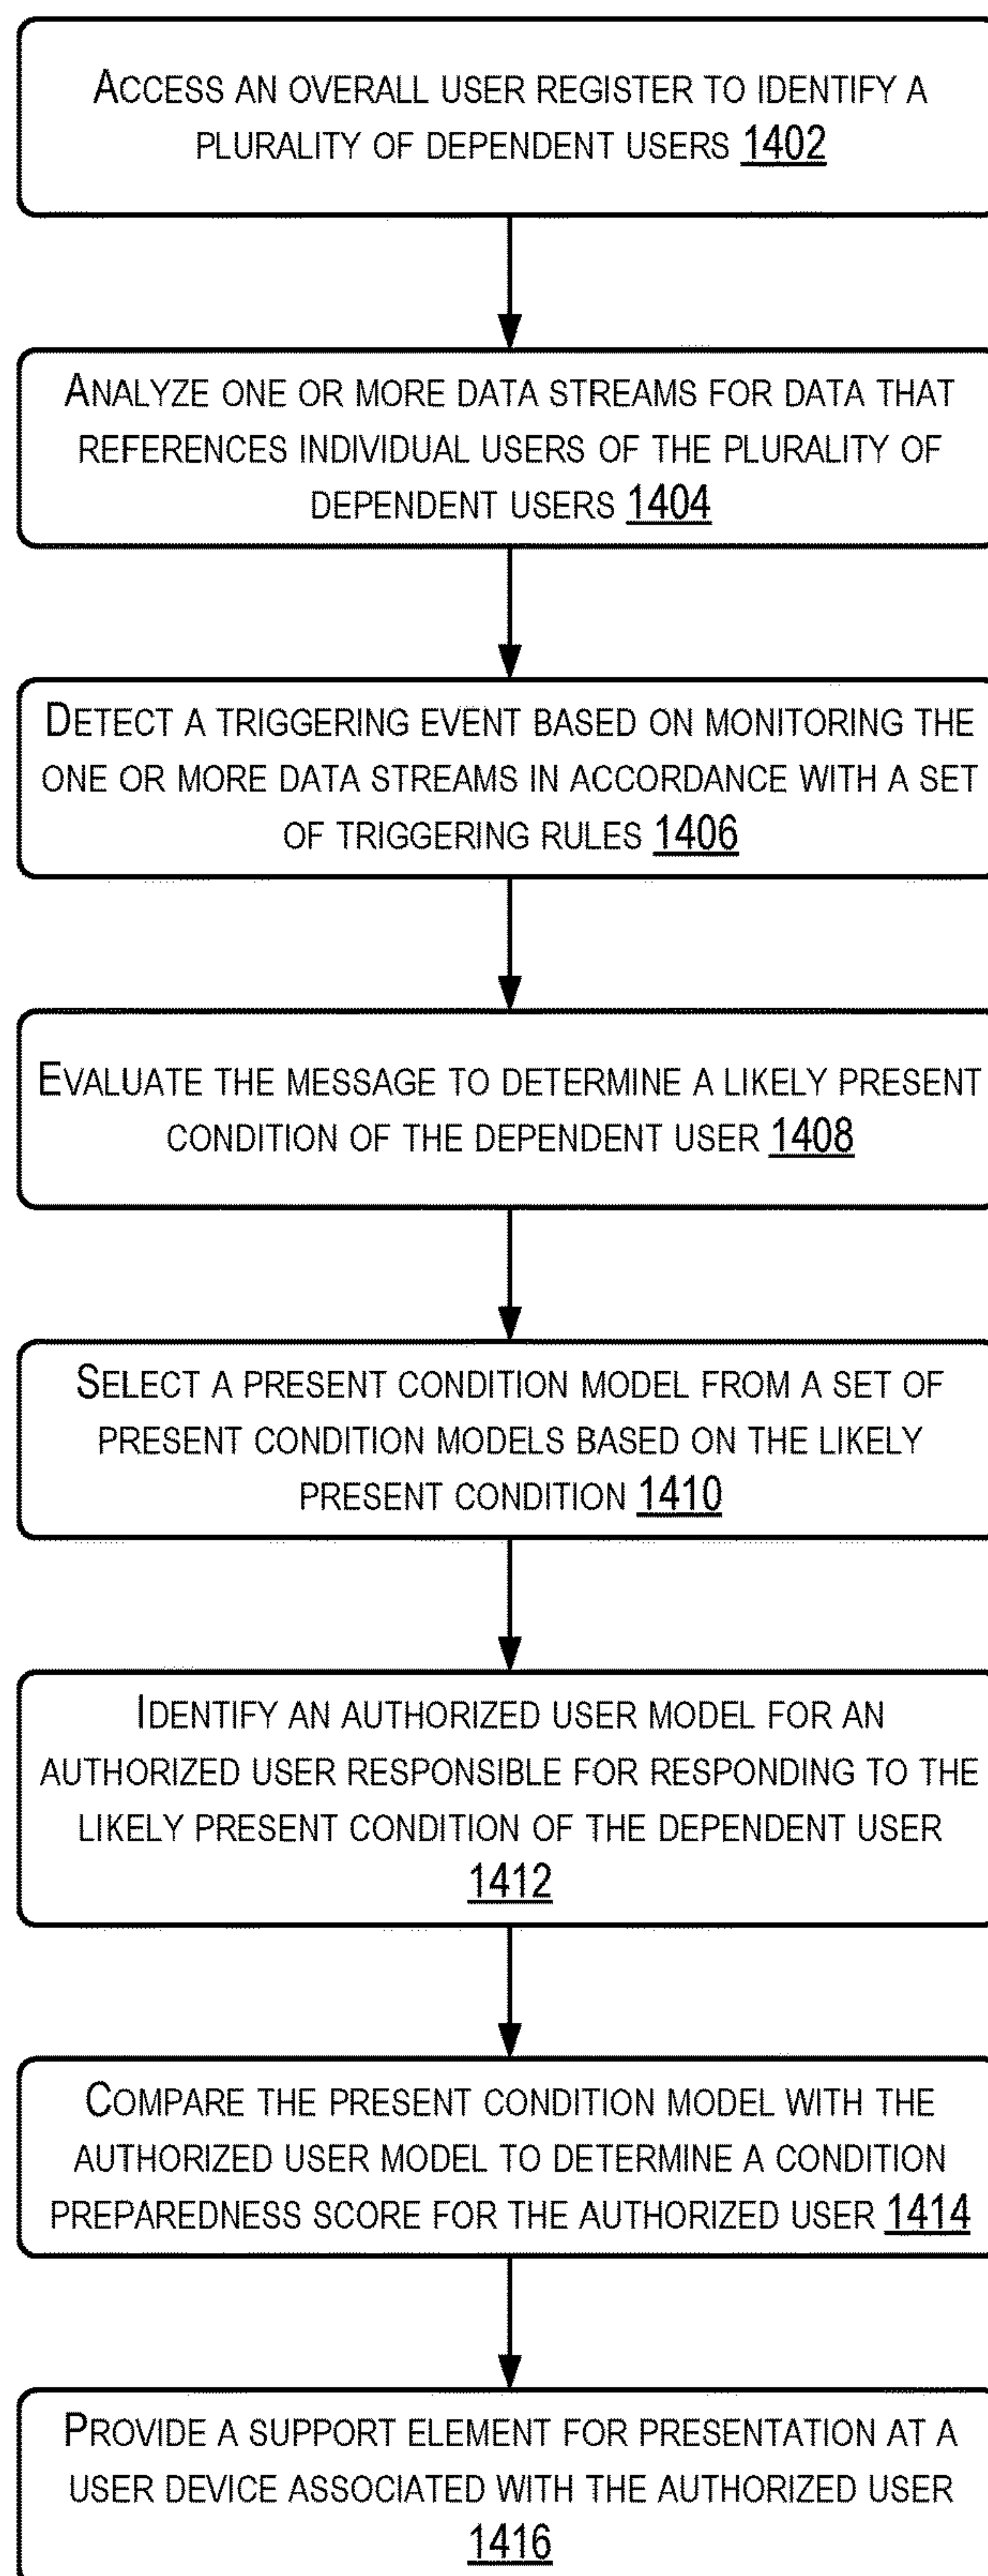 ACCESS AN OVERALL USER REGISTER TO IDENTIFY A
PLURALITY OF DEPENDENT USERS 1402
ANALYZE ONE OR MORE DATA STREAMS FOR DATA THAT
REFERENCES INDIVIDUAL USERS OF THE PLURALITY OF
DEPENDENT USERS 1404
DETECT A TRIGGERING EVENT BASED ON MONITORING THE
ONE OR MORE DATA STREAMS IN ACCORDANCE WITH A SET
OF TRIGGERING RULES 1406
EVALUATE THE MESSAGE TO DETERMINE A LIKELY PRESENT
CONDITION OF THE DEPENDENT USER 1408
SELECT A PRESENT CONDITION MODEL FROM A SET OF
PRESENT CONDITION MODELS BASED ON THE LIKELY
PRESENT CONDITION 1410
IDENTIFY AN AUTHORIZED USER MODEL FOR AN
AUTHORIZED USER RESPONSIBLE FOR RESPONDING TO THE
LIKELY PRESENT CONDITION OF THE DEPENDENT USER
1412
COMPARE THE PRESENT CONDITION MODEL WITH THE
AUTHORIZED USER MODEL TO DETERMINE A CONDITION
PREPAREDNESS SCORE FOR THE AUTHORIZED USER 1414
PROVIDE A SUPPORT ELEMENT FOR PRESENTATION AT A
USER DEVICE ASSOCIATED WITH THE AUTHORIZED USER
1416